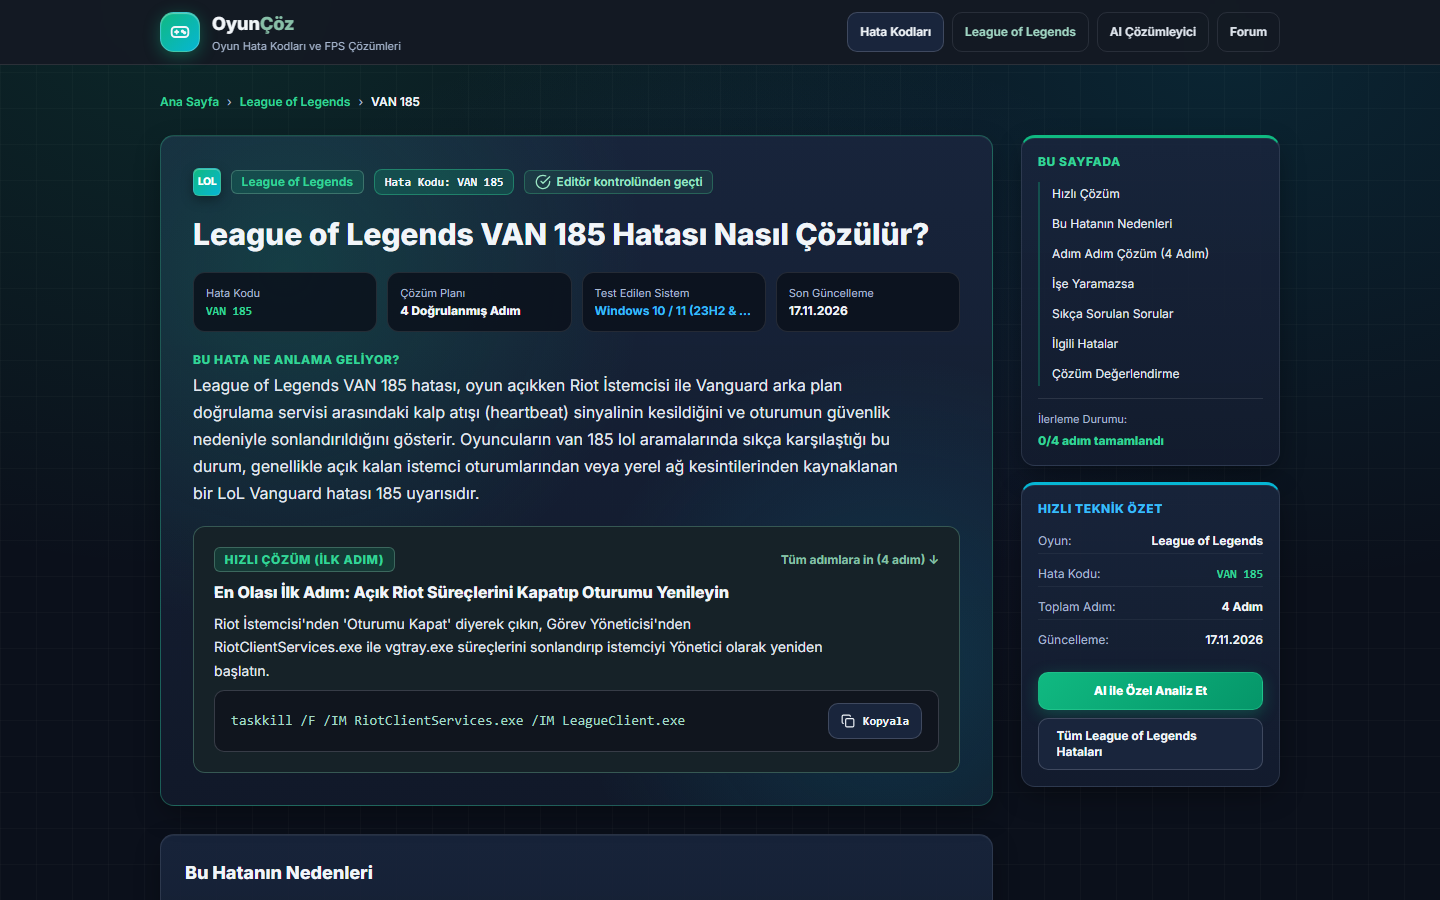 OyunÇöz
Oyun Hata Kodları ve FPS Çözümleri
Hata Kodları
League of Legends
AI Çözümleyici
Forum
Ana Sayfa › League of Legends › VAN 185
LOL
League of Legends
Hata Kodu: VAN 185
Editör kontrolünden geçti
League of Legends VAN 185 Hatası Nasıl Çözülür?
Hata Kodu
VAN 185
Çözüm Planı
4 Doğrulanmış Adım
Test Edilen Sistem
Windows 10 / 11 (23H2 & ...
Son Güncelleme
17.11.2026
BU HATA NE ANLAMA GELİYOR?
League of Legends VAN 185 hatası, oyun açıkken Riot İstemcisi ile Vanguard arka plan
doğrulama servisi arasındaki kalp atışı (heartbeat) sinyalinin kesildiğini ve oturumun güvenlik
nedeniyle sonlandırıldığını gösterir. Oyuncuların van 185 lol aramalarında sıkça karşılaştığı bu
durum, genellikle açık kalan istemci oturumlarından veya yerel ağ kesintilerinden kaynaklanan
bir LoL Vanguard hatası 185 uyarısıdır.
HIZLI ÇÖZÜM (İLK ADIM)
Tüm adımlara in (4 adım) ↓
En Olası İlk Adım: Açık Riot Süreçlerini Kapatıp Oturumu Yenileyin
Riot İstemcisi'nden 'Oturumu Kapat' diyerek çıkın, Görev Yöneticisi'nden
RiotClientServices.exe ile vgtray.exe süreçlerini sonlandırıp istemciyi Yönetici olarak yeniden
başlatın.
taskkill /F /IM RiotClientServices.exe /IM LeagueClient.exe
Kopyala
Bu Hatanın Nedenleri
BU SAYFADA
Hızlı Çözüm
Bu Hatanın Nedenleri
Adım Adım Çözüm (4 Adım)
İşe Yaramazsa
Sıkça Sorulan Sorular
İlgili Hatalar
Çözüm Değerlendirme
İlerleme Durumu:
0/4 adım tamamlandı
HIZLI TEKNİK ÖZET
Oyun: League of Legends
Hata Kodu: VAN 185
Toplam Adım: 4 Adım
Güncelleme: 17.11.2026
AI ile Özel Analiz Et
Tüm League of Legends
Hataları